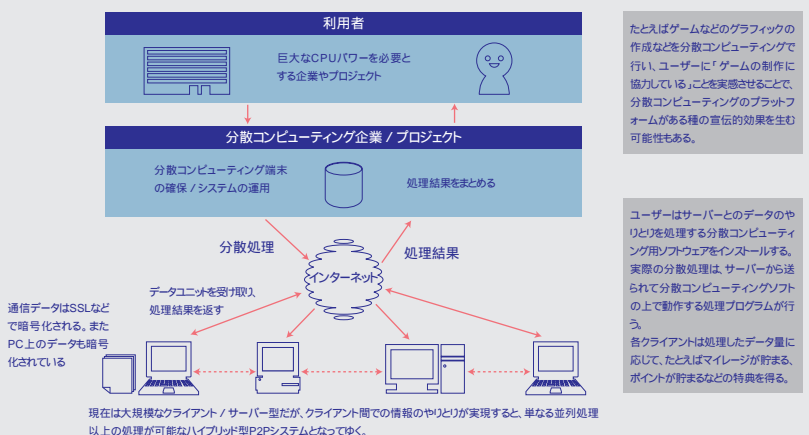 利用者
巨大なCPUパワーを必要と
する企業やプロジェクト
分散コンピューティング企業 / プロジェクト
分散コンピューティング端末
の確保 / システムの運用
処理結果をまとめる
分散処理
処理結果
インターネット
データユニットを受け取り、
処理結果を返す
通信データはSSLなど
で暗号化される。また
PC上のデータも暗号
化されている
現在は大規模なクライアント / サーバー型だが、クライアント間での情報のやりとりが実現すると、単なる並列処理
以上の処理が可能なハイブリッド型P2Pシステムとなってゆく。
たとえばゲームなどのグラフィックの
作成などを分散コンピューティングで
行い、ユーザーに「ゲームの制作に
協力している」ことを実感させることで、
分散コンピューティングのプラットフ
ォームがある種の宣伝的効果を生む
可能性もある。
ユーザーはサーバーとのデータのや
りとりを処理する分散コンピューティ
ング用ソフトウェアをインストールする。
実際の分散処理は、サーバーから送
られて分散コンピューティングソフト
の上で動作する処理プログラムが行
う。
各クライアントは処理したデータ量に
応じて、たとえばマイレージが貯まる、
ポイントが貯まるなどの特典を得る。